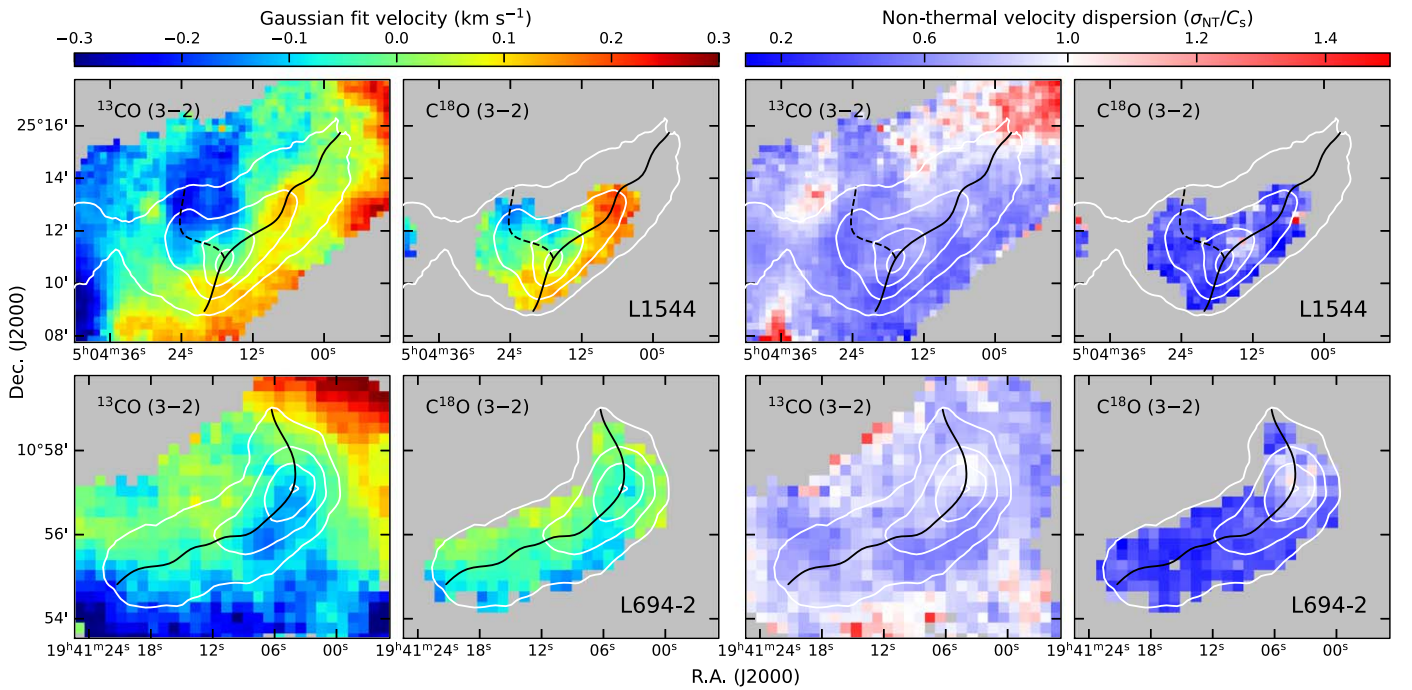 Gaussian fit velocity (km s⁻¹)
−0.3 −0.2 −0.1 0.0 0.1 0.2 0.3
Non-thermal velocity dispersion (σNT/Cs)
0.2 0.6 1.0 1.2 1.4
¹³CO (3−2)
C¹⁸O (3−2)
L1544
¹³CO (3−2)
C¹⁸O (3−2)
L1544
25°16'
14'
12'
10'
08'
5ʰ04ᵐ36ˢ 24ˢ 12ˢ 00ˢ
5ʰ04ᵐ36ˢ 24ˢ 12ˢ 00ˢ
5ʰ04ᵐ36ˢ 24ˢ 12ˢ 00ˢ
5ʰ04ᵐ36ˢ 24ˢ 12ˢ 00ˢ
Dec. (J2000)
¹³CO (3−2)
C¹⁸O (3−2)
L694-2
¹³CO (3−2)
C¹⁸O (3−2)
L694-2
10°58'
56'
54'
19ʰ41ᵐ24ˢ 18ˢ 12ˢ 06ˢ 00ˢ
19ʰ41ᵐ24ˢ 18ˢ 12ˢ 06ˢ 00ˢ
19ʰ41ᵐ24ˢ 18ˢ 12ˢ 06ˢ 00ˢ
19ʰ41ᵐ24ˢ 18ˢ 12ˢ 06ˢ 00ˢ
R.A. (J2000)